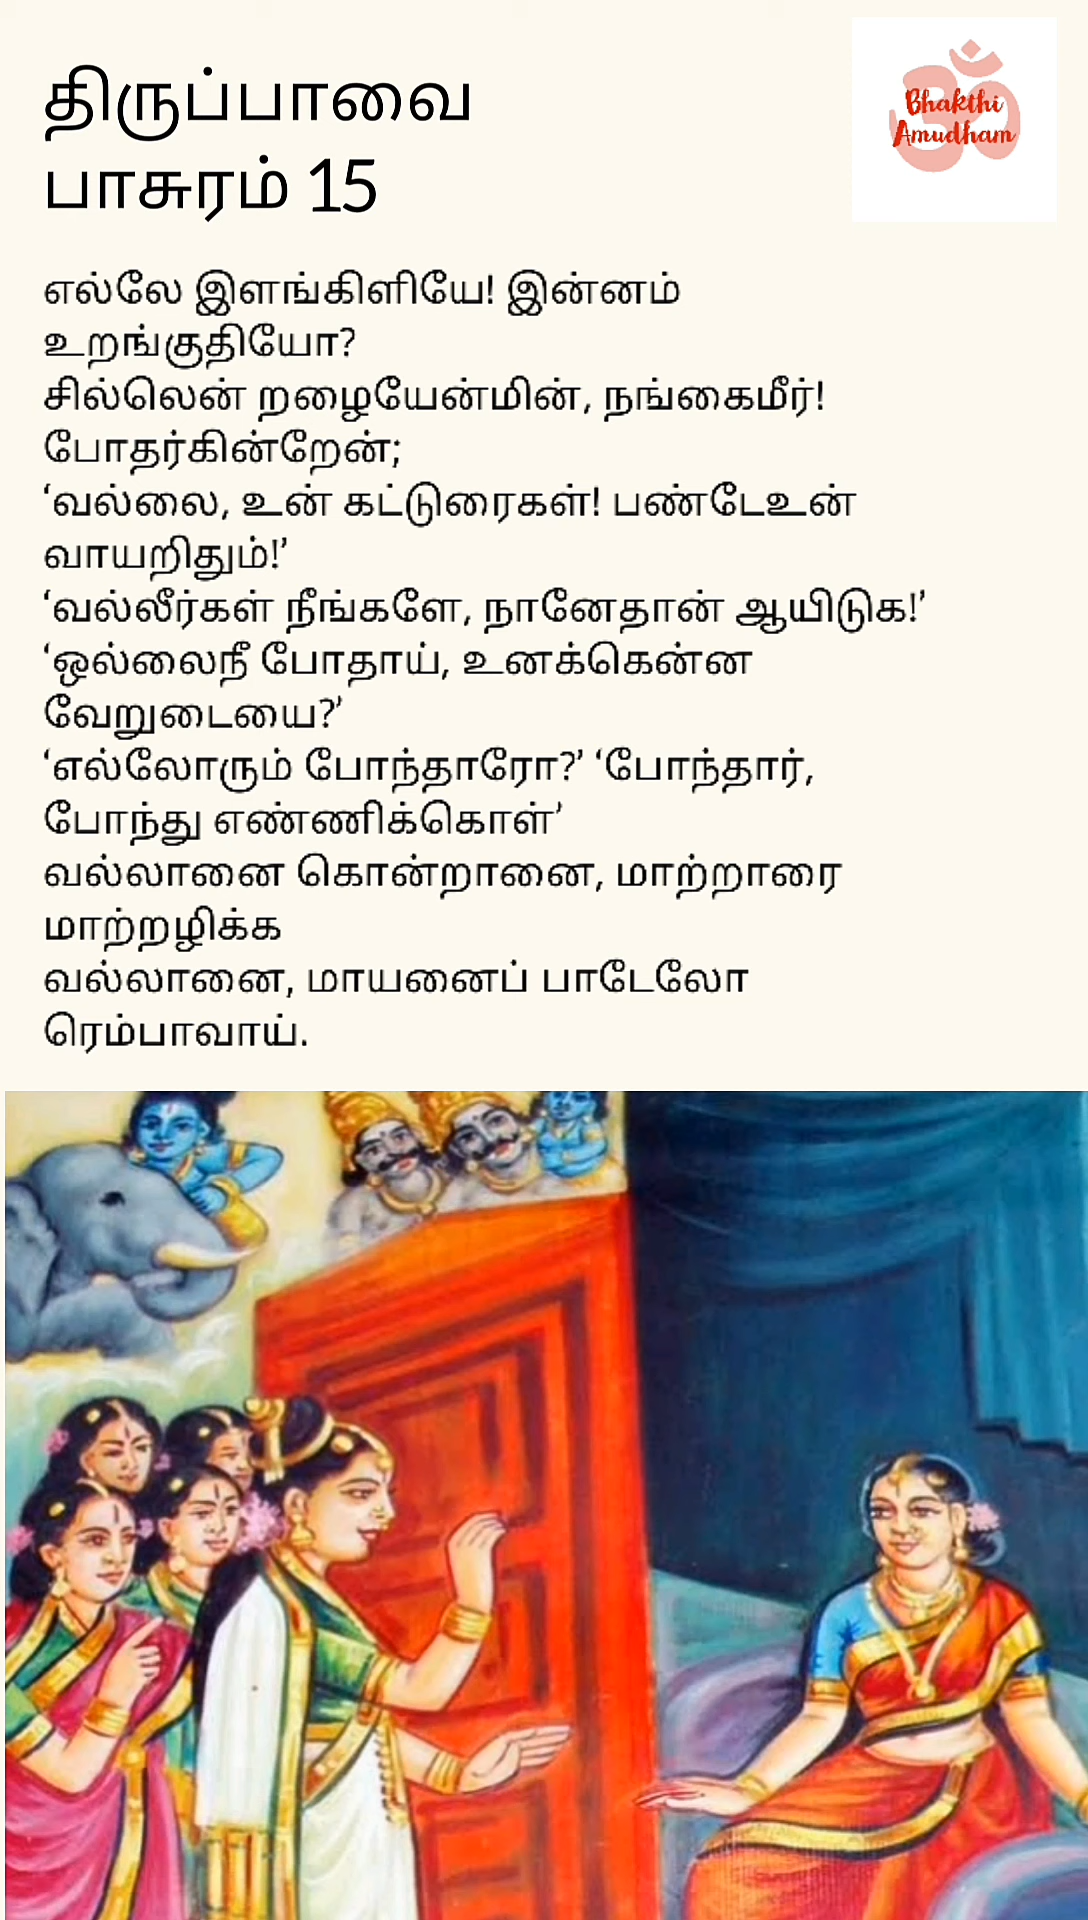 திருப்பாவை
பாசுரம் 15
Bhakthi
Amudham
எல்லே இளங்கிளியே! இன்னம்
உறங்குதியோ?
சில்லென் றழையேன்மின், நங்கைமீர்!
போதர்கின்றேன்;
‘வல்லை, உன் கட்டுரைகள்! பண்டேஉன்
வாயறிதும்!’
‘வல்லீர்கள் நீங்களே, நானேதான் ஆயிடுக!’
‘ஒல்லைநீ போதாய், உனக்கென்ன
வேறுடையை?’
‘எல்லோரும் போந்தாரோ?’ ‘போந்தார்,
போந்து எண்ணிக்கொள்’
வல்லானை கொன்றானை, மாற்றாரை
மாற்றழிக்க
வல்லானை, மாயனைப் பாடேலோ
ரெம்பாவாய்.